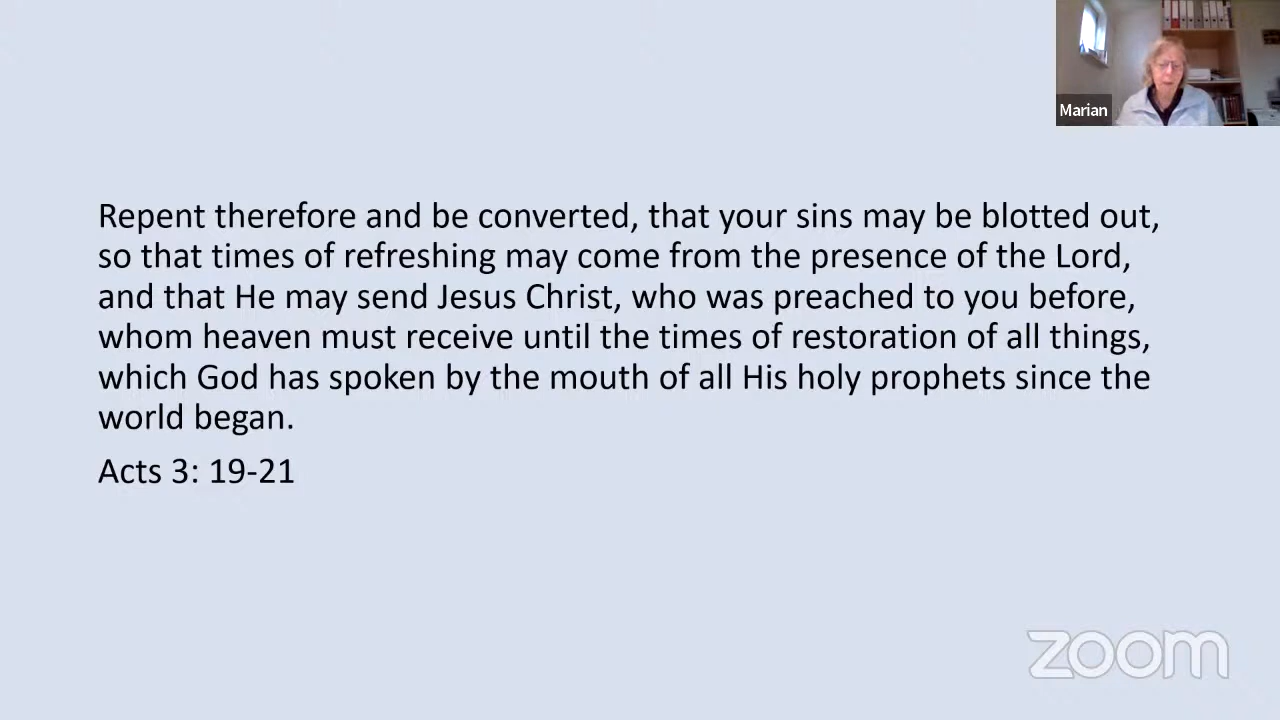 Marian
Repent therefore and be converted, that your sins may be blotted out,
so that times of refreshing may come from the presence of the Lord,
and that He may send Jesus Christ, who was preached to you before,
whom heaven must receive until the times of restoration of all things,
which God has spoken by the mouth of all His holy prophets since the
world began.
Acts 3: 19-21
zoom